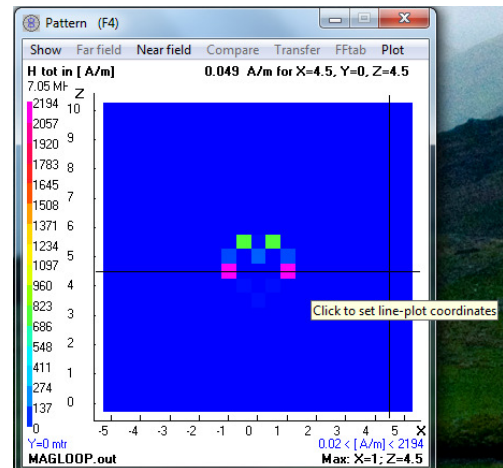 Pattern (F4)
Show Far field Near field Compare Transfer FFtab Plot
H tot in [ A/m] 0.049 A/m for X=4.5, Y=0, Z=4.5
7.05 MH Z
2194 10
2057
1920 9
1783 8
1645
1508 7
1371
1234 6
1097
960 5
823
686 4
548 3
411
274 2
137 1
0 0
Click to set line-plot coordinates
-5 -4 -3 -2 -1 0 1 2 3 4 5 X
Y=0 mtr 0.02 < [ A/m] < 2194
MAGLOOP.out Max: X=1; Z=4.5